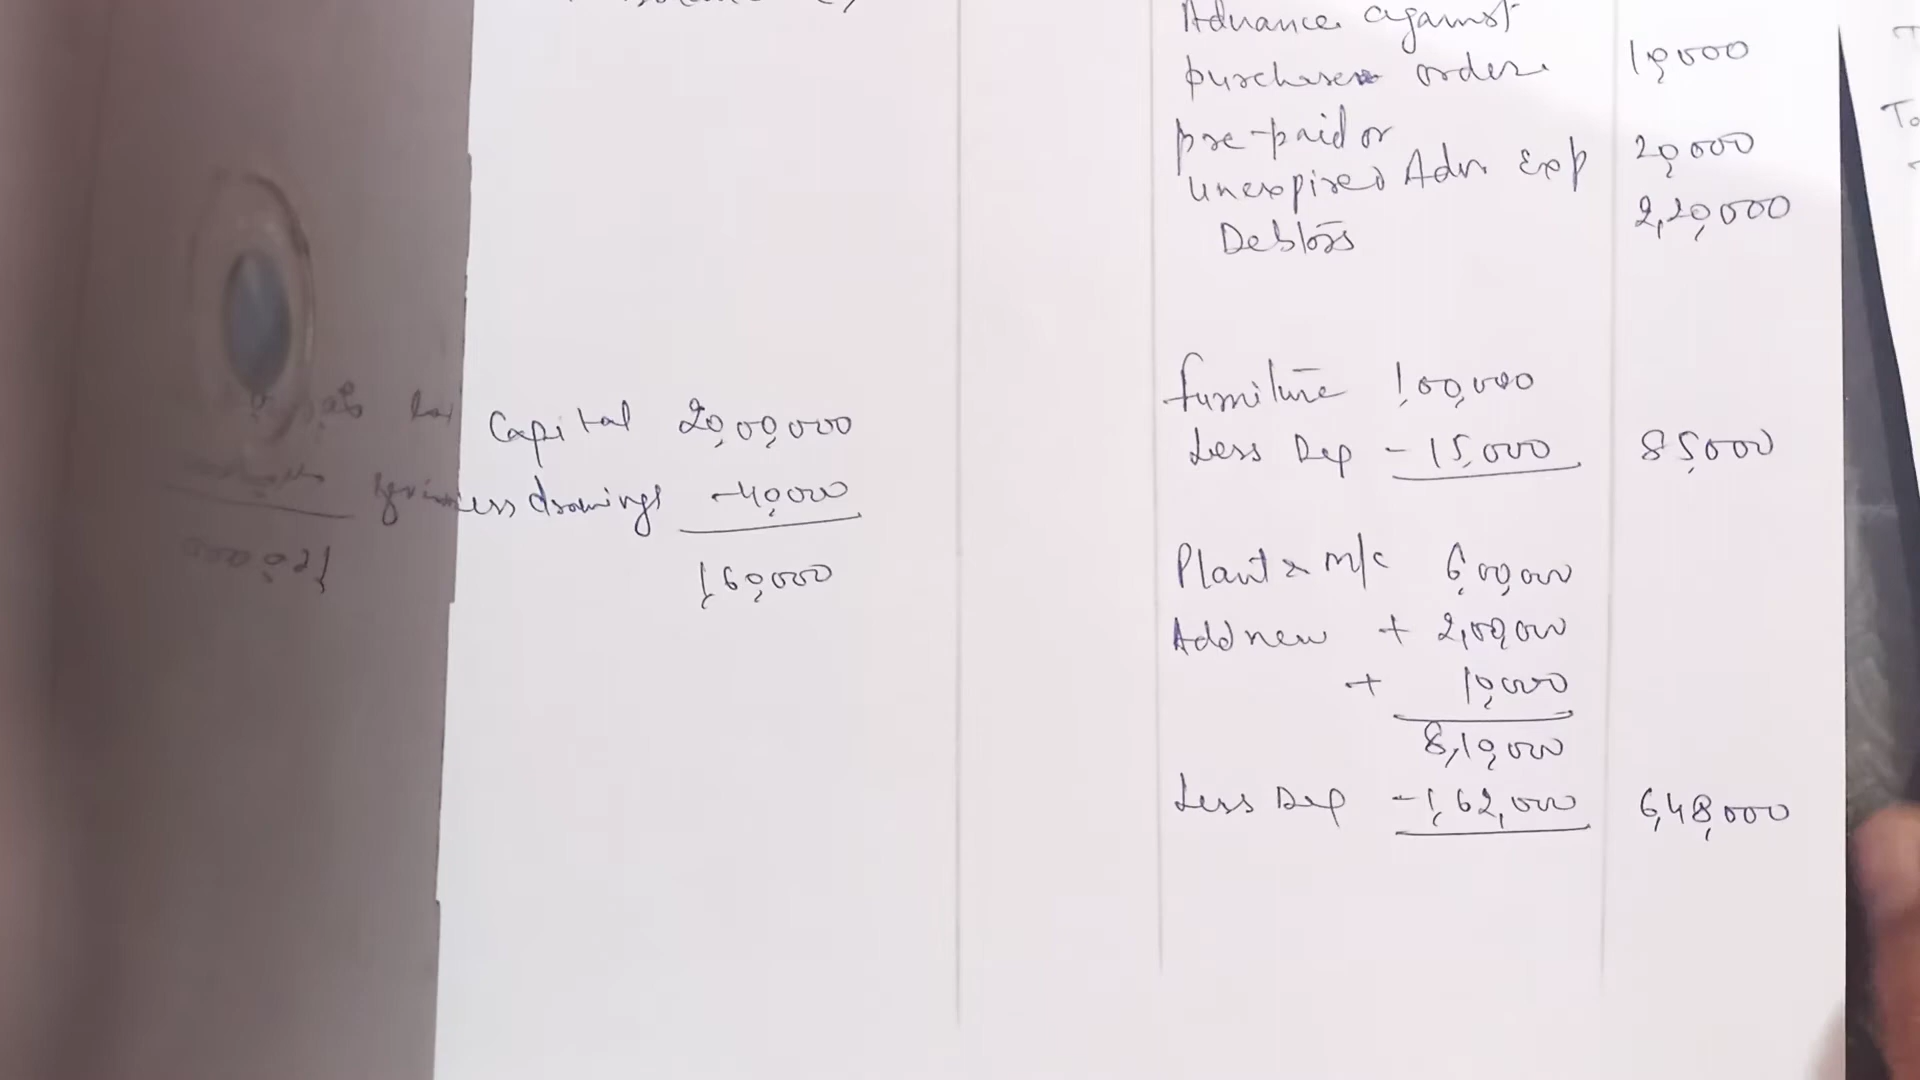 Advance against
purchase order 10,000
pre-paid or
unexpired Adv. Exp 20,000
Debtors 2,20,000
Capital 20,00,000
less drawings -40,000
1,60,000
furniture 1,00,000
Less Dep -15,000 85,000
Plant & M/c 6,00,000
Add new + 2,00,000
+ 10,000
8,10,000
Less Dep -1,62,000 6,48,000
To